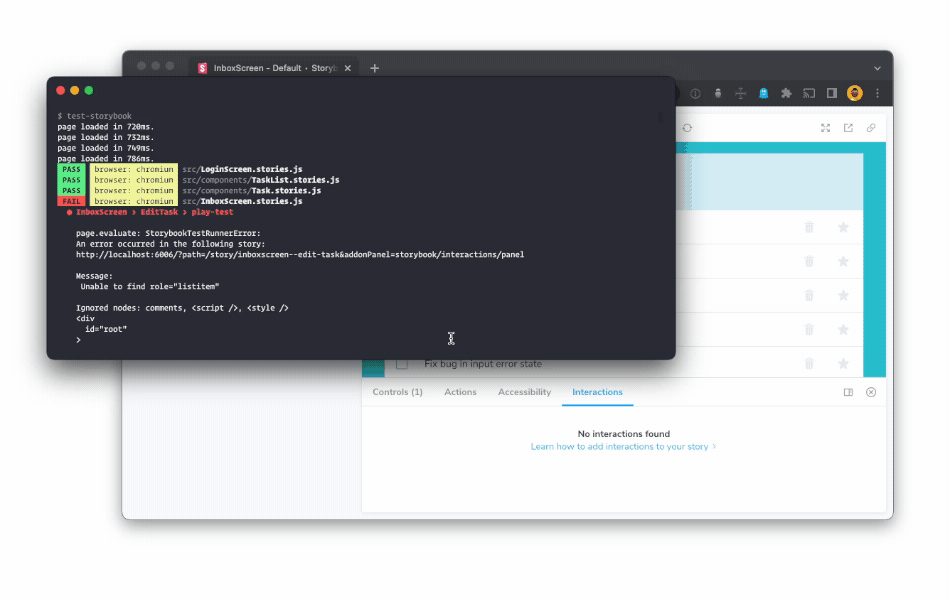 InboxScreen – Default · Storyb
$ test-storybook
page loaded in 720ms.
page loaded in 732ms.
page loaded in 749ms.
page loaded in 786ms.
PASS browser: chromium src/LoginScreen.stories.js
PASS browser: chromium src/components/TaskList.stories.js
PASS browser: chromium src/components/Task.stories.js
FAIL browser: chromium src/InboxScreen.stories.js
● InboxScreen › EditTask › play-test
page.evaluate: StorybookTestRunnerError:
An error occurred in the following story:
http://localhost:6006/?path=/story/inboxscreen--edit-task&addonPanel=storybook/interactions/panel
Message:
Unable to find role="listitem"
Ignored nodes: comments, <script />, <style />
<div
id="root"
>
Fix bug in input error state
Controls (1) Actions Accessibility Interactions
No interactions found
Learn how to add interactions to your story